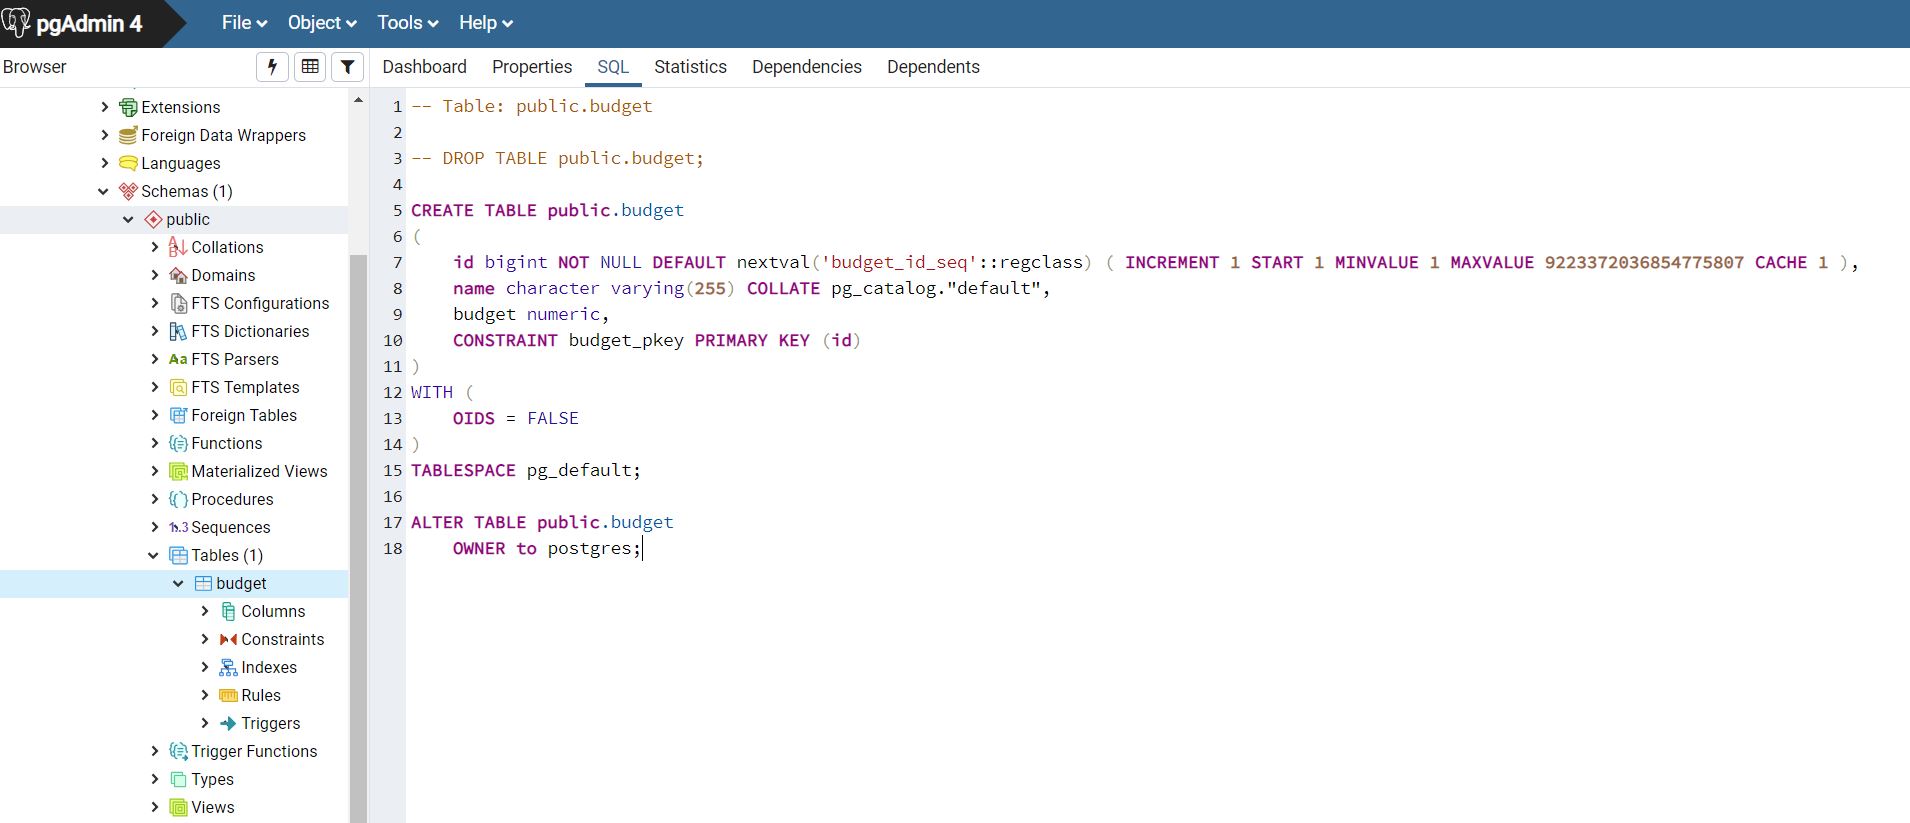 pgAdmin 4
File
Object
Tools
Help
Browser
Dashboard
Properties
SQL
Statistics
Dependencies
Dependents
Extensions
Foreign Data Wrappers
Languages
Schemas (1)
public
Collations
Domains
FTS Configurations
FTS Dictionaries
Aa FTS Parsers
FTS Templates
Foreign Tables
Functions
Materialized Views
Procedures
1..3 Sequences
Tables (1)
budget
Columns
Constraints
Indexes
Rules
Triggers
Trigger Functions
Types
Views
1 -- Table: public.budget
2
3 -- DROP TABLE public.budget;
4
5 CREATE TABLE public.budget
6 (
7     id bigint NOT NULL DEFAULT nextval('budget_id_seq'::regclass) ( INCREMENT 1 START 1 MINVALUE 1 MAXVALUE 9223372036854775807 CACHE 1 ),
8     name character varying(255) COLLATE pg_catalog."default",
9     budget numeric,
10     CONSTRAINT budget_pkey PRIMARY KEY (id)
11 )
12 WITH (
13     OIDS = FALSE
14 )
15 TABLESPACE pg_default;
16
17 ALTER TABLE public.budget
18     OWNER to postgres;